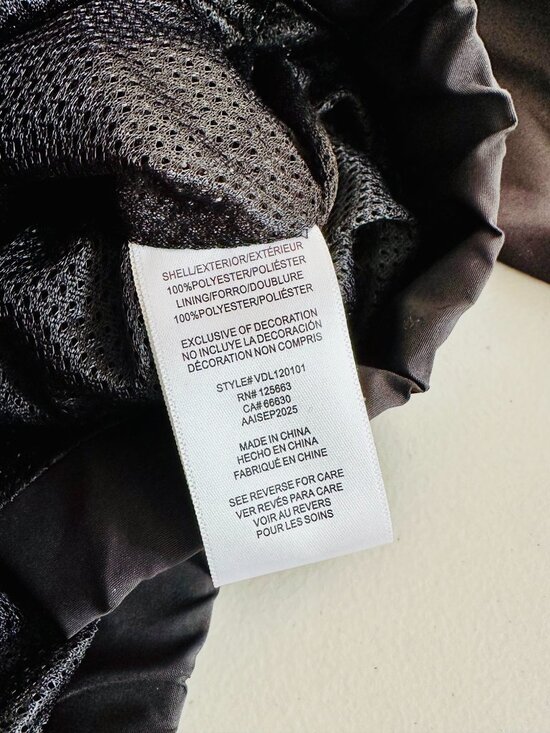 SHELL/EXTERIOR/EXTÉRIEUR
100%POLYESTER/POLIÉSTER
LINING/FORRO/DOUBLURE
100%POLYESTER/POLIÉSTER
EXCLUSIVE OF DECORATION
NO INCLUYE LA DECORACIÓN
DÉCORATION NON COMPRIS
STYLE# VDL120101
RN# 125663
CA# 66630
AAISEP2025
MADE IN CHINA
HECHO EN CHINA
FABRIQUÉ EN CHINE
SEE REVERSE FOR CARE
VER REVÉS PARA CARE
VOIR AU REVERS
POUR LES SOINS